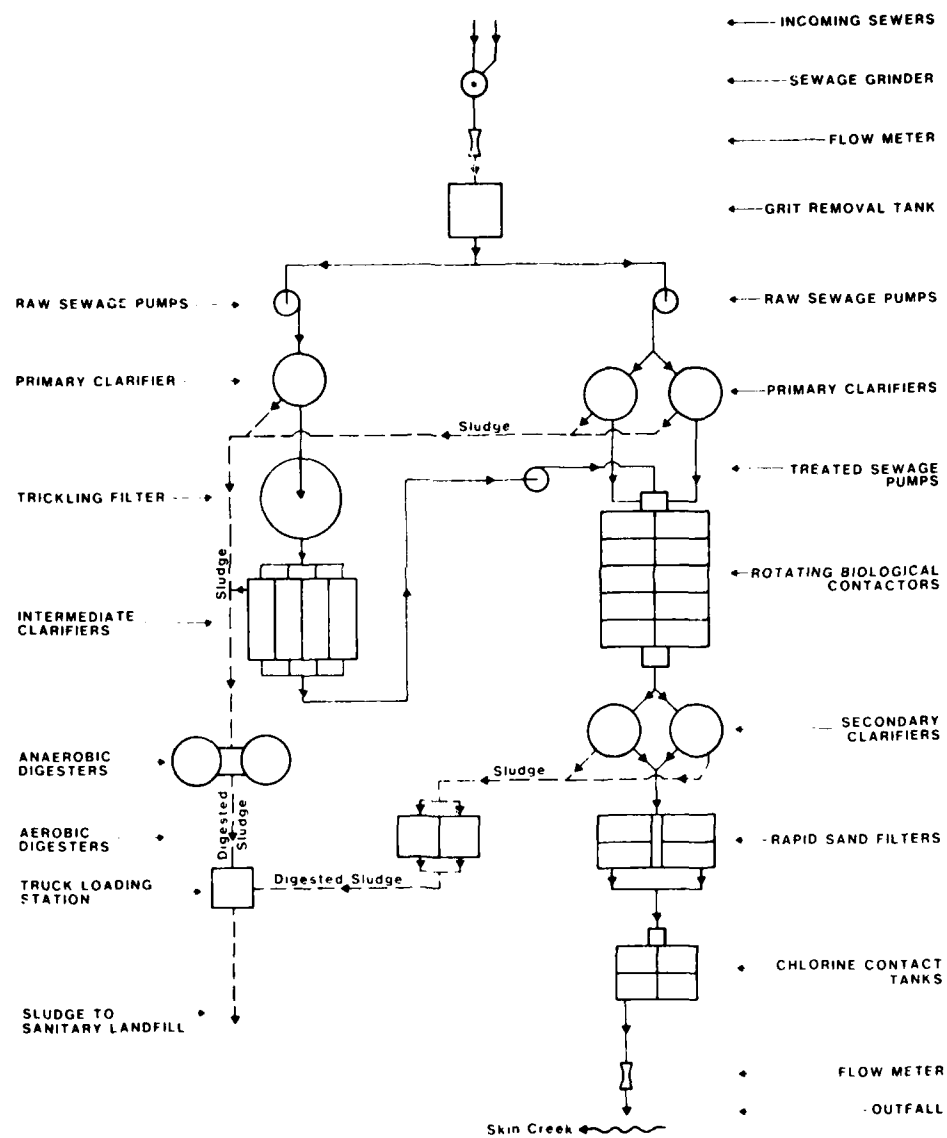 INCOMING SEWERS
SEWAGE GRINDER
FLOW METER
GRIT REMOVAL TANK
RAW SEWAGE PUMPS
RAW SEWAGE PUMPS
PRIMARY CLARIFIER
PRIMARY CLARIFIERS
Sludge
TREATED SEWAGE
PUMPS
TRICKLING FILTER
Sludge
ROTATING BIOLOGICAL
CONTACTORS
INTERMEDIATE
CLARIFIERS
SECONDARY
CLARIFIERS
ANAEROBIC
DIGESTERS
Sludge
Digested
Sludge
AEROBIC
DIGESTERS
RAPID SAND FILTERS
TRUCK LOADING
STATION
Digested Sludge
CHLORINE CONTACT
TANKS
SLUDGE TO
SANITARY LANDFILL
FLOW METER
OUTFALL
Skin Creek